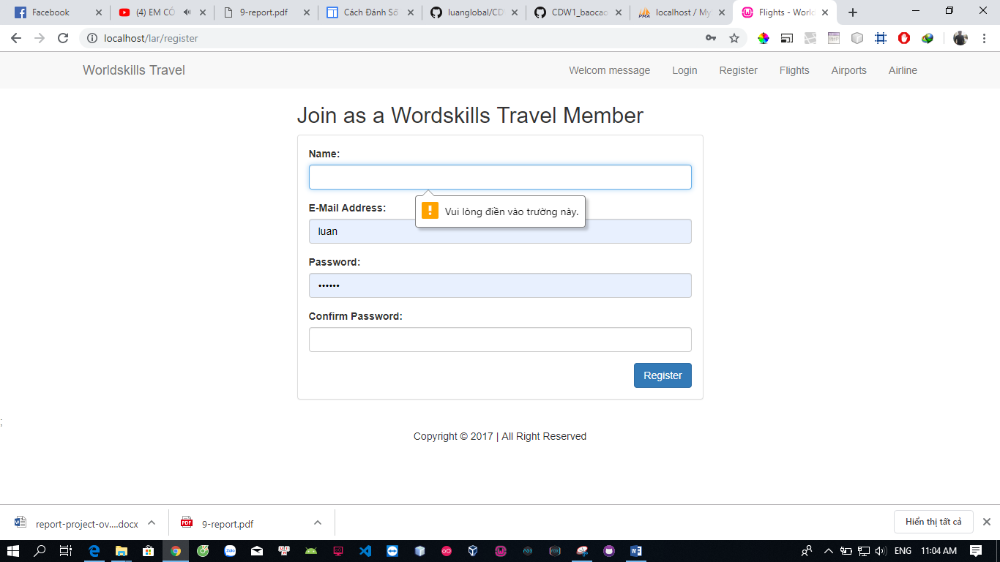 Facebook
(4) EM CÓ
9-report.pdf
Cách Đánh Số
luanglobal/CD
CDW1_baocao
localhost / My
Flights - World
localhost/lar/register
Worldskills Travel
Welcom message
Login
Register
Flights
Airports
Airline
Join as a Wordskills Travel Member
Name:
Vui lòng điền vào trường này.
E-Mail Address:
luan
Password:
••••••
Confirm Password:
Register
;
Copyright © 2017 | All Right Reserved
report-project-ov....docx
9-report.pdf
Hiển thị tất cả
ENG
11:04 AM